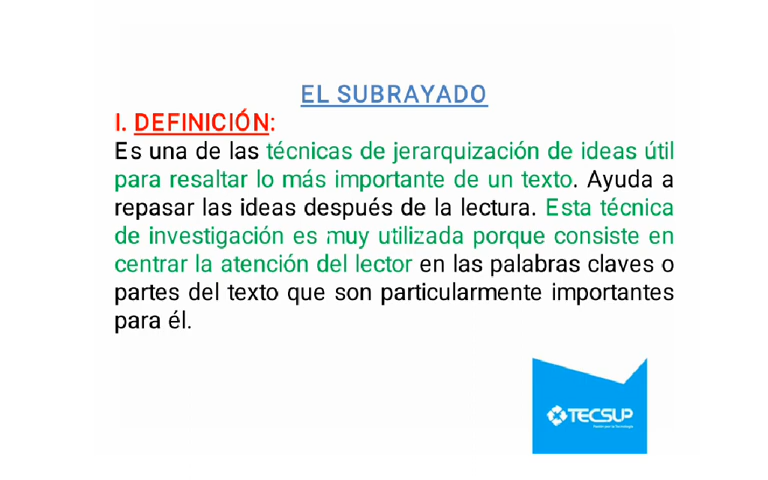 EL SUBRAYADO
I. DEFINICIÓN:
Es una de las técnicas de jerarquización de ideas útil
para resaltar lo más importante de un texto. Ayuda a
repasar las ideas después de la lectura. Esta técnica
de investigación es muy utilizada porque consiste en
centrar la atención del lector en las palabras claves o
partes del texto que son particularmente importantes
para él.
TECSUP